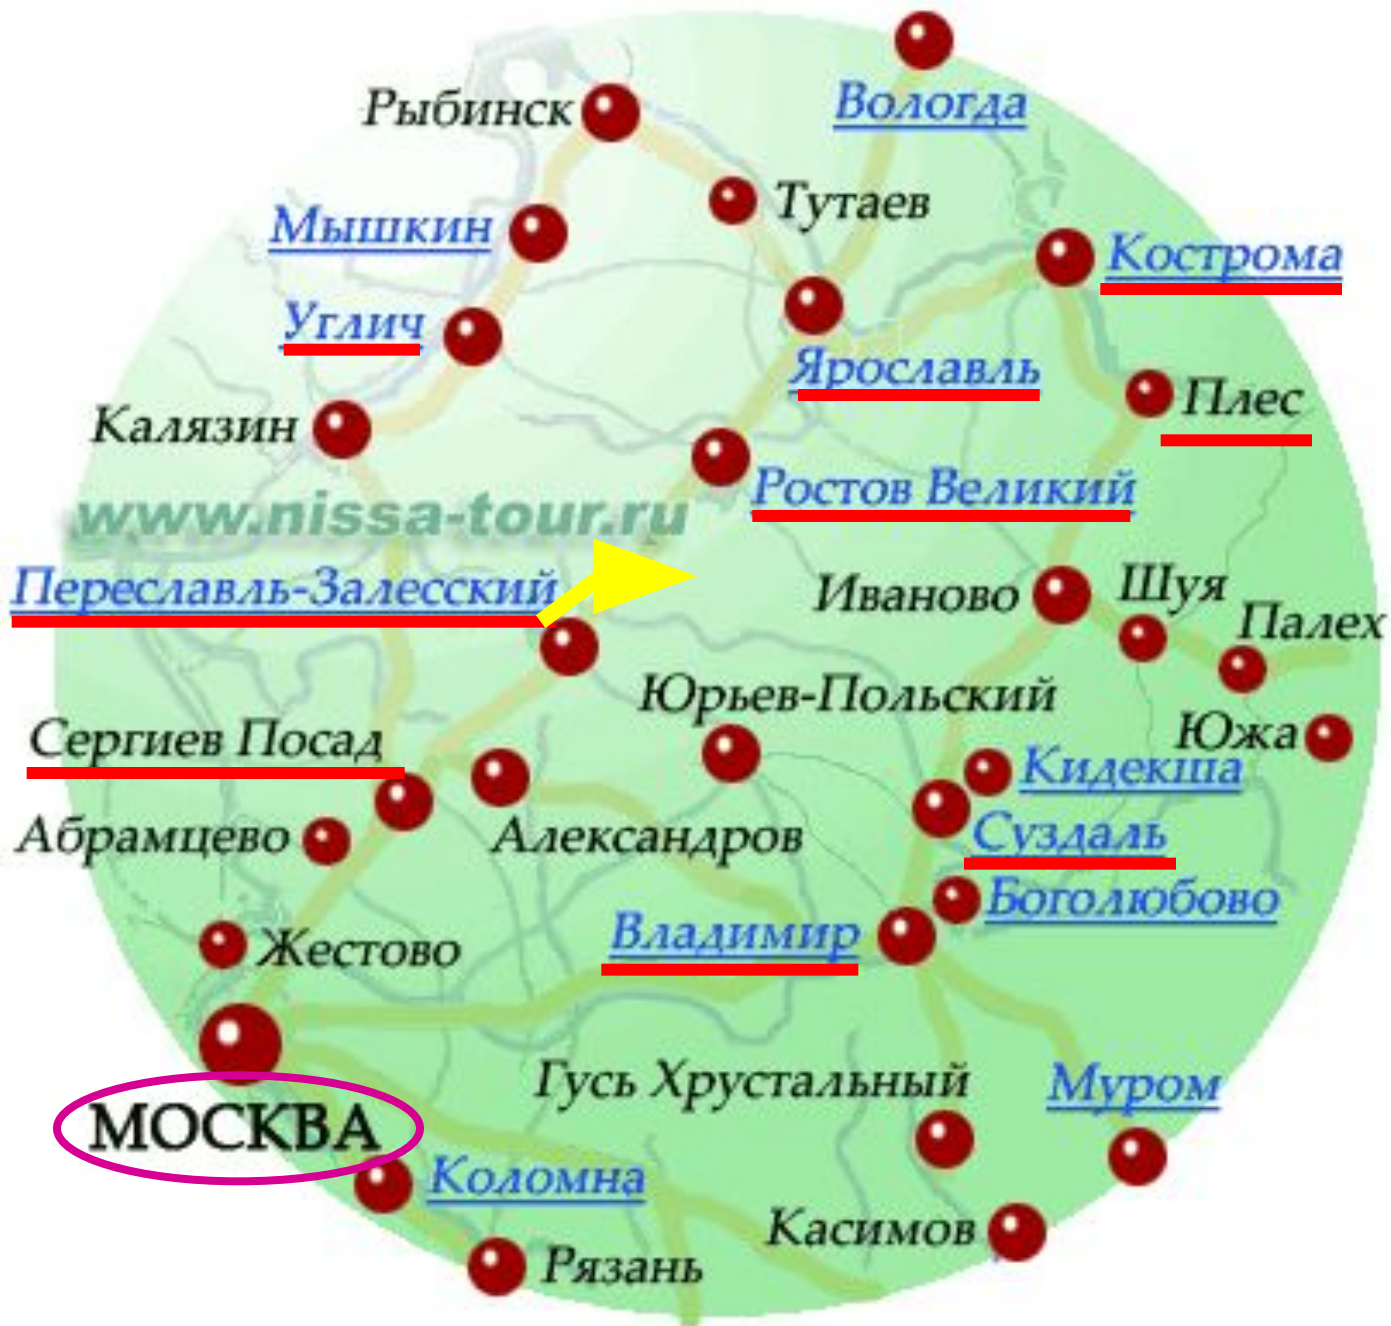 Вологда
Рыбинск
Тутаев
Мышкин
Кострома
Углич
Ярославль
Плес
Калязин
Ростов Великий
www.nissa-tour.ru
Переславль-Залесский
Иваново
Шуя
Палех
Юрьев-Польский
Сергиев Посад
Южа
Кидекша
Абрамцево
Александров
Суздаль
Боголюбово
Владимир
Жестово
Гусь Хрустальный
Муром
МОСКВА
Коломна
Касимов
Рязань